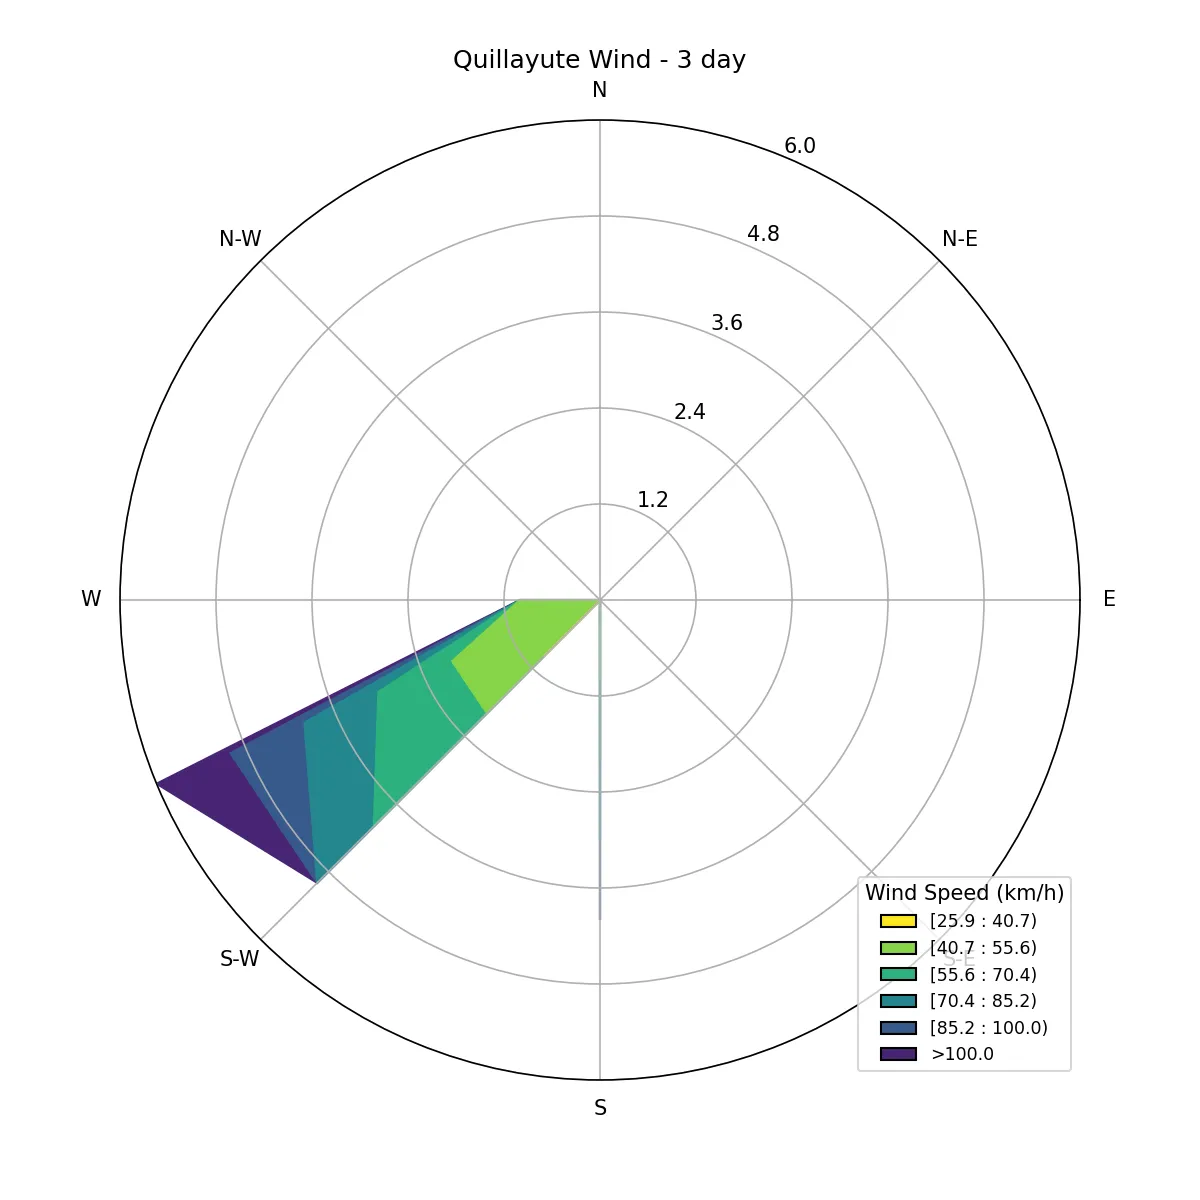 Quillayute Wind - 3 day
N
6.0
N-W
4.8
N-E
3.6
2.4
1.2
W
E
Wind Speed (km/h)
[25.9 : 40.7)
[40.7 : 55.6)
S-W
S-E
[55.6 : 70.4)
[70.4 : 85.2)
[85.2 : 100.0)
>100.0
S